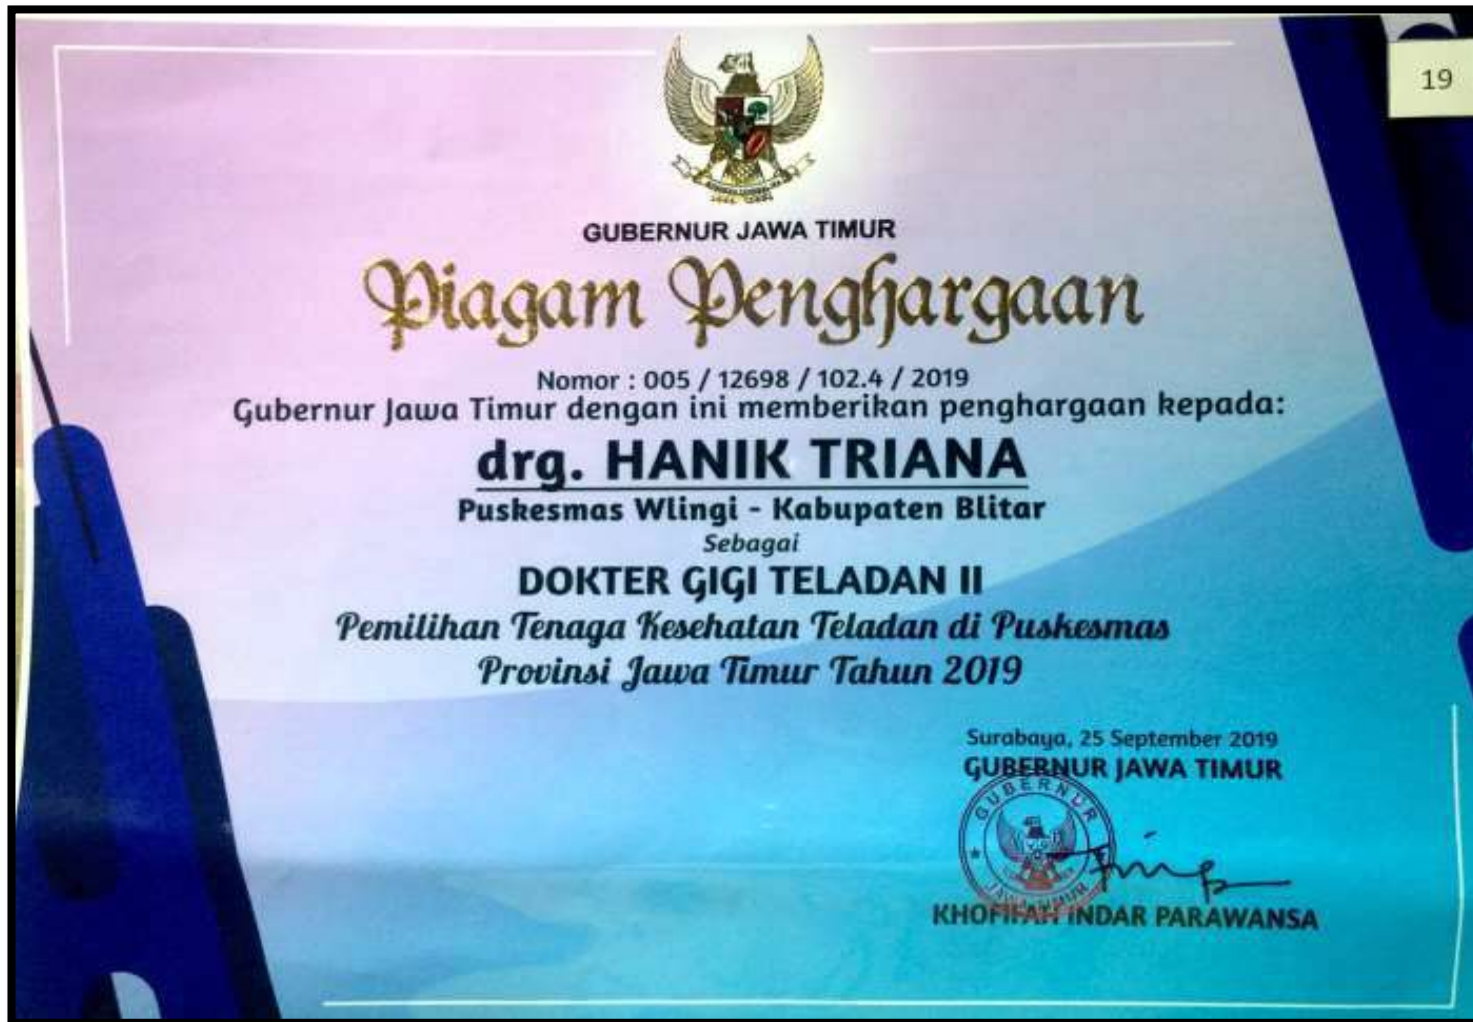 19
GUBERNUR JAWA TIMUR
Piagam Penghargaan
Nomor : 005 / 12698 / 102.4 / 2019
Gubernur Jawa Timur dengan ini memberikan penghargaan kepada:
drg. HANIK TRIANA
Puskesmas Wlingi - Kabupaten Blitar
Sebagai
DOKTER GIGI TELADAN II
Pemilihan Tenaga Kesehatan Teladan di Puskesmas
Provinsi Jawa Timur Tahun 2019
Surabaya, 25 September 2019
GUBERNUR JAWA TIMUR
GUBERNUR
JAWA TIMUR
KHOFIFAH INDAR PARAWANSA